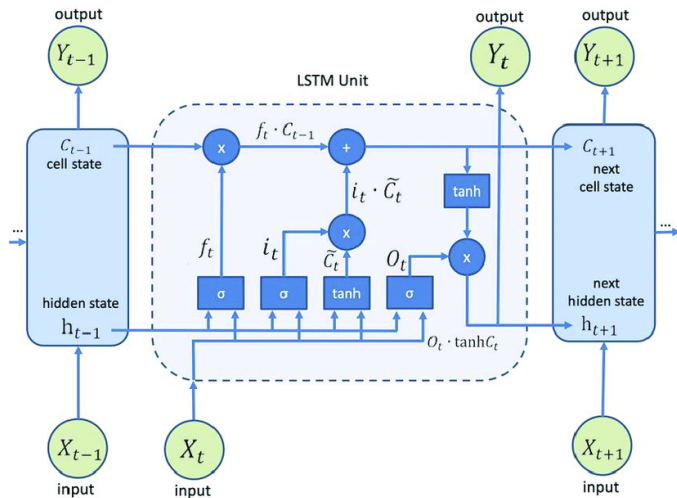 output
output
output
Y_{t-1}
Y_t
Y_{t+1}
LSTM Unit
C_{t-1}
cell state
x
f_t · C_{t-1}
+
C_{t+1}
next
cell state
tanh
i_t · C̃_t
...
...
f_t
i_t
x
C̃_t
O_t
x
σ
σ
tanh
σ
hidden state
h_{t-1}
next
hidden state
h_{t+1}
O_t · tanhC_t
X_{t-1}
X_t
X_{t+1}
input
input
input